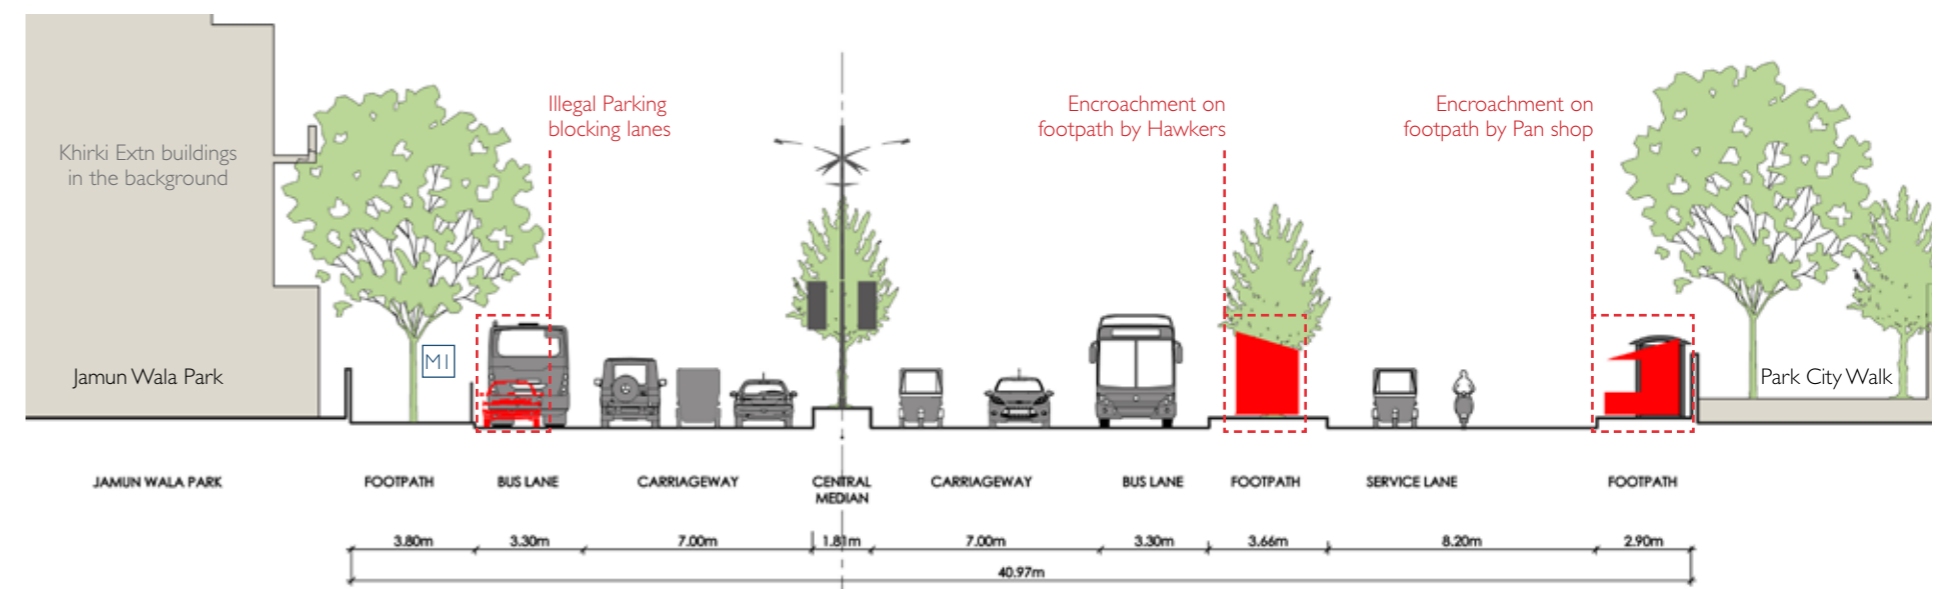 Illegal Parking
blocking lanes
Encroachment on
footpath by Hawkers
Encroachment on
footpath by Pan shop
Khirki Extn buildings
in the background
M1
Jamun Wala Park
Park City Walk
JAMUN WALA PARK
FOOTPATH
BUS LANE
CARRIAGEWAY
CENTRAL
MEDIAN
CARRIAGEWAY
BUS LANE
FOOTPATH
SERVICE LANE
FOOTPATH
3.80m
3.30m
7.00m
1.81m
7.00m
3.30m
3.66m
8.20m
2.90m
40.97m